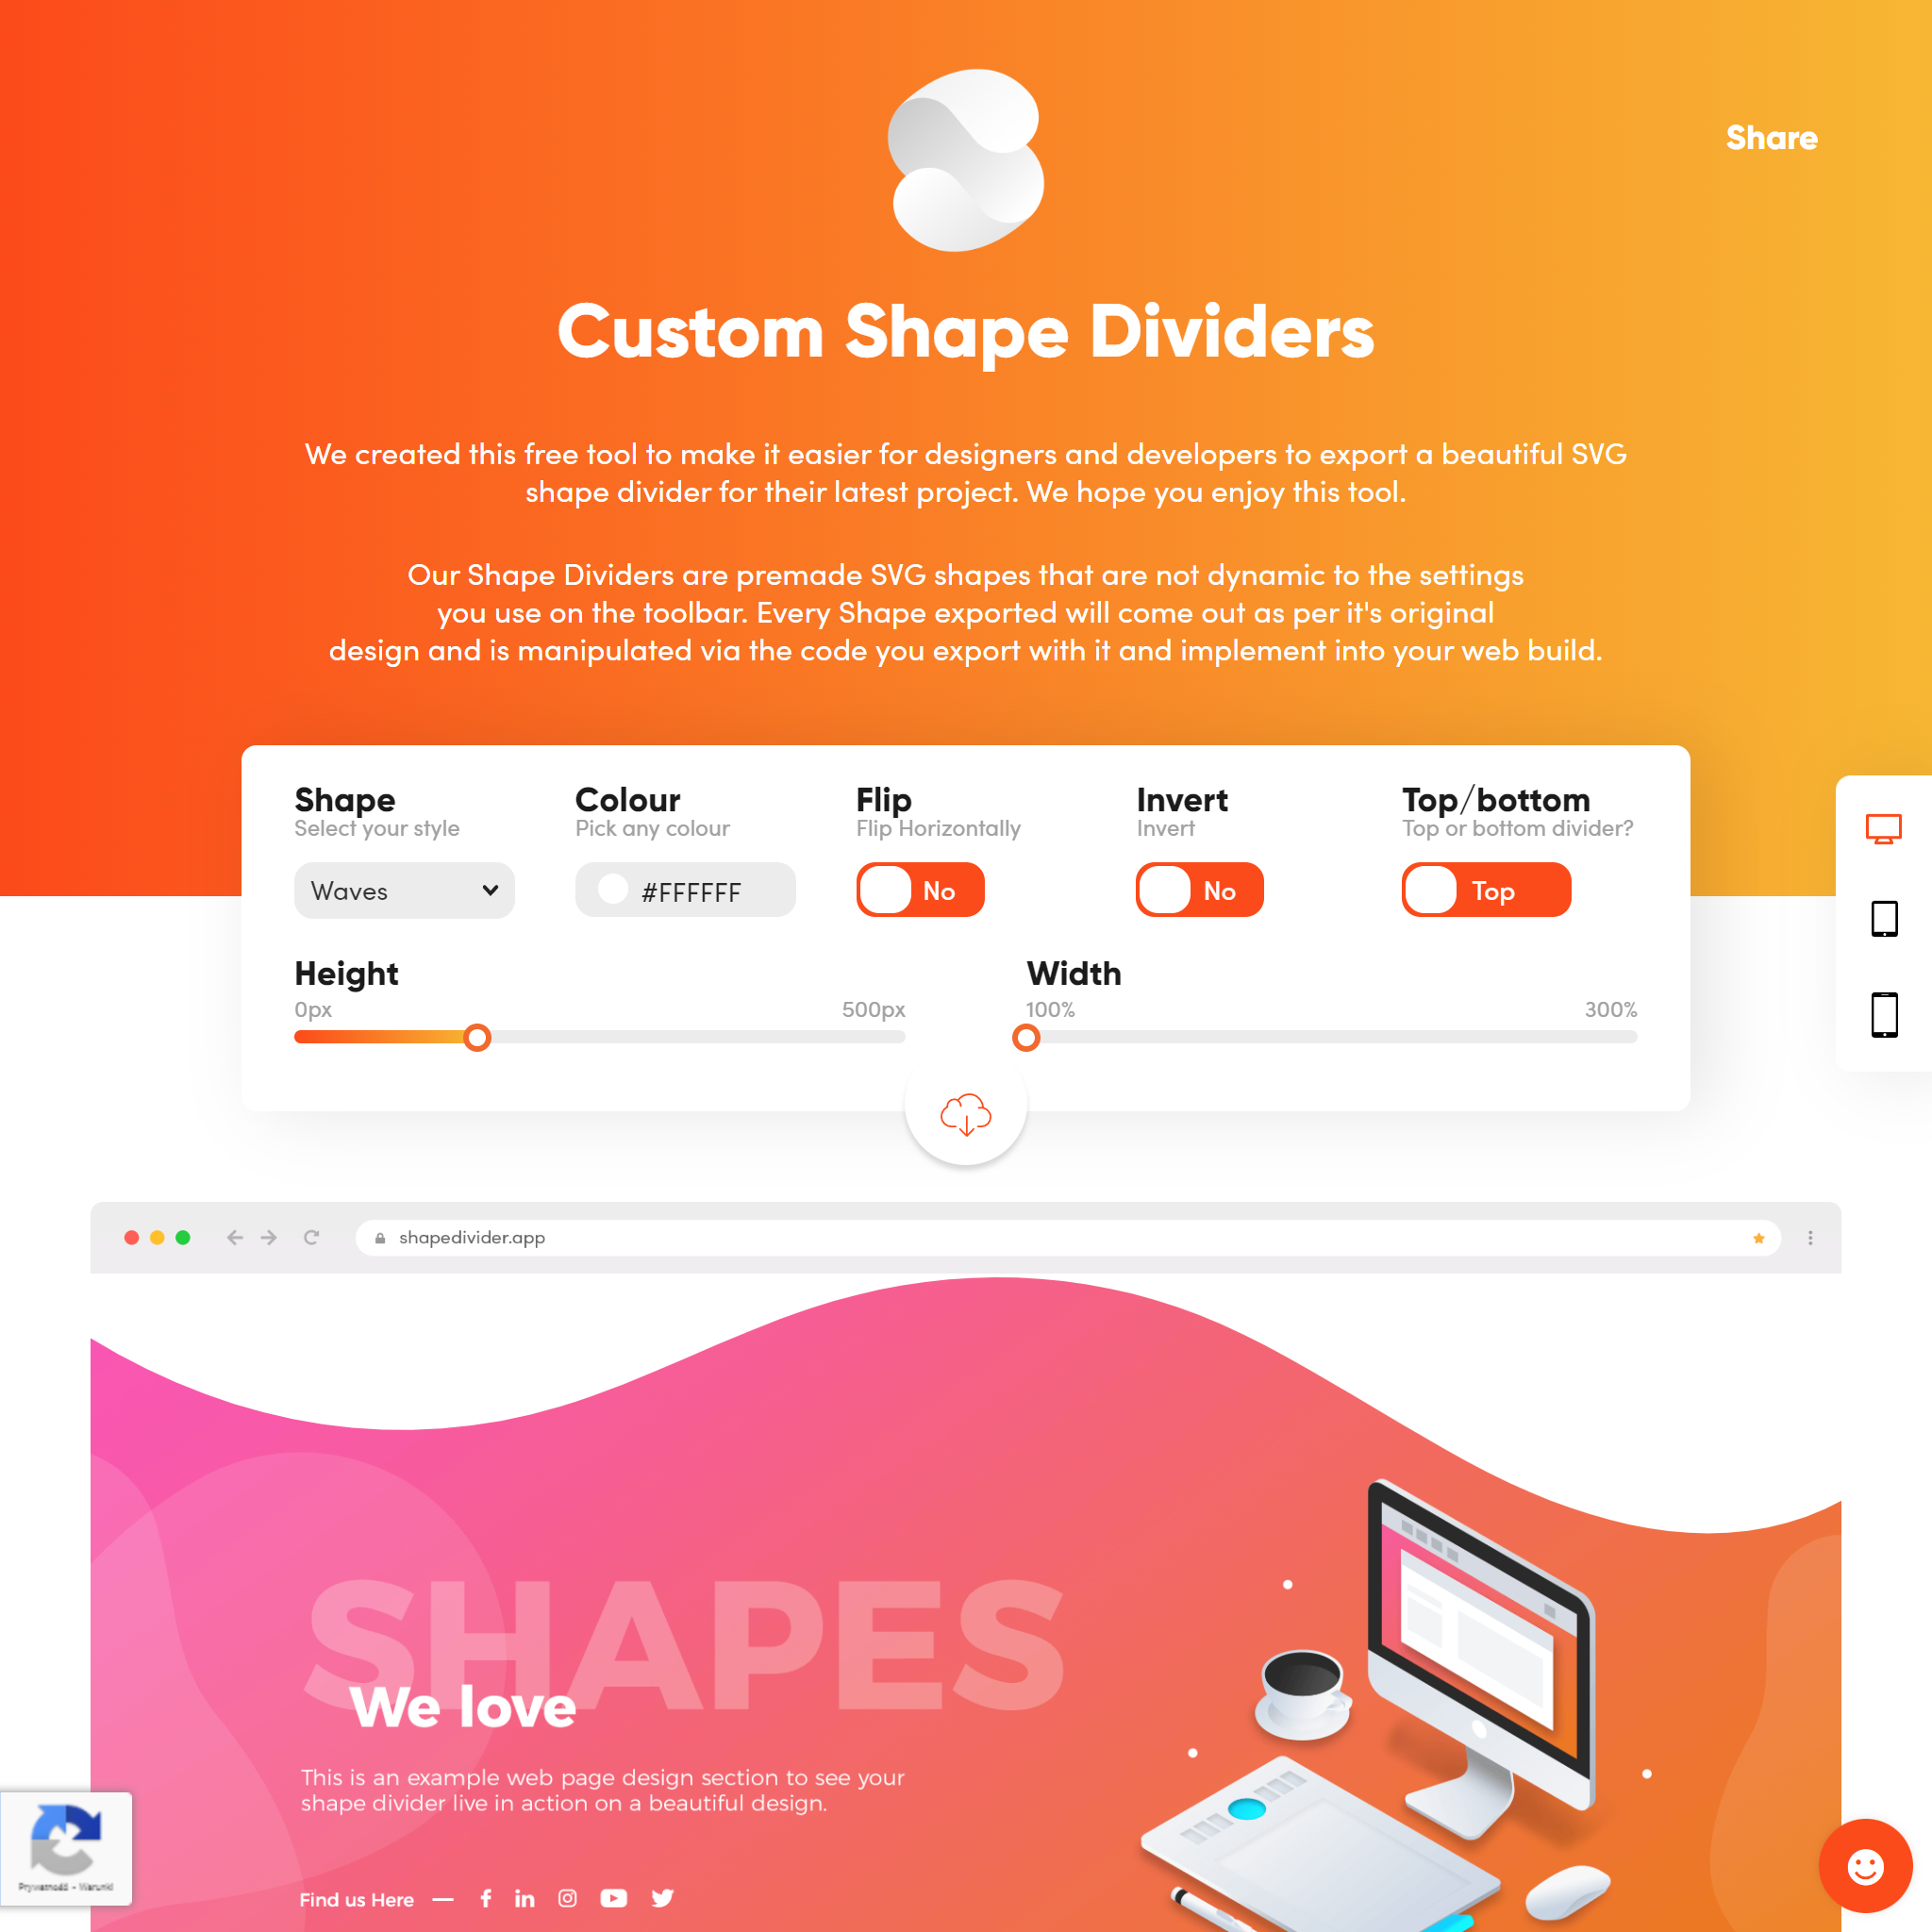 Share
Custom Shape Dividers
We created this free tool to make it easier for designers and developers to export a beautiful SVG
shape divider for their latest project. We hope you enjoy this tool.
Our Shape Dividers are premade SVG shapes that are not dynamic to the settings
you use on the toolbar. Every Shape exported will come out as per it's original
design and is manipulated via the code you export with it and implement into your web build.
Shape
Select your style
Waves
Colour
Pick any colour
#FFFFFF
Flip
Flip Horizontally
No
Invert
Invert
No
Top/bottom
Top or bottom divider?
Top
Height
0px 500px
Width
100% 300%
shapedivider.app
SHAPES
We love
This is an example web page design section to see your
shape divider live in action on a beautiful design.
Find us Here
Prywatność - Warunki